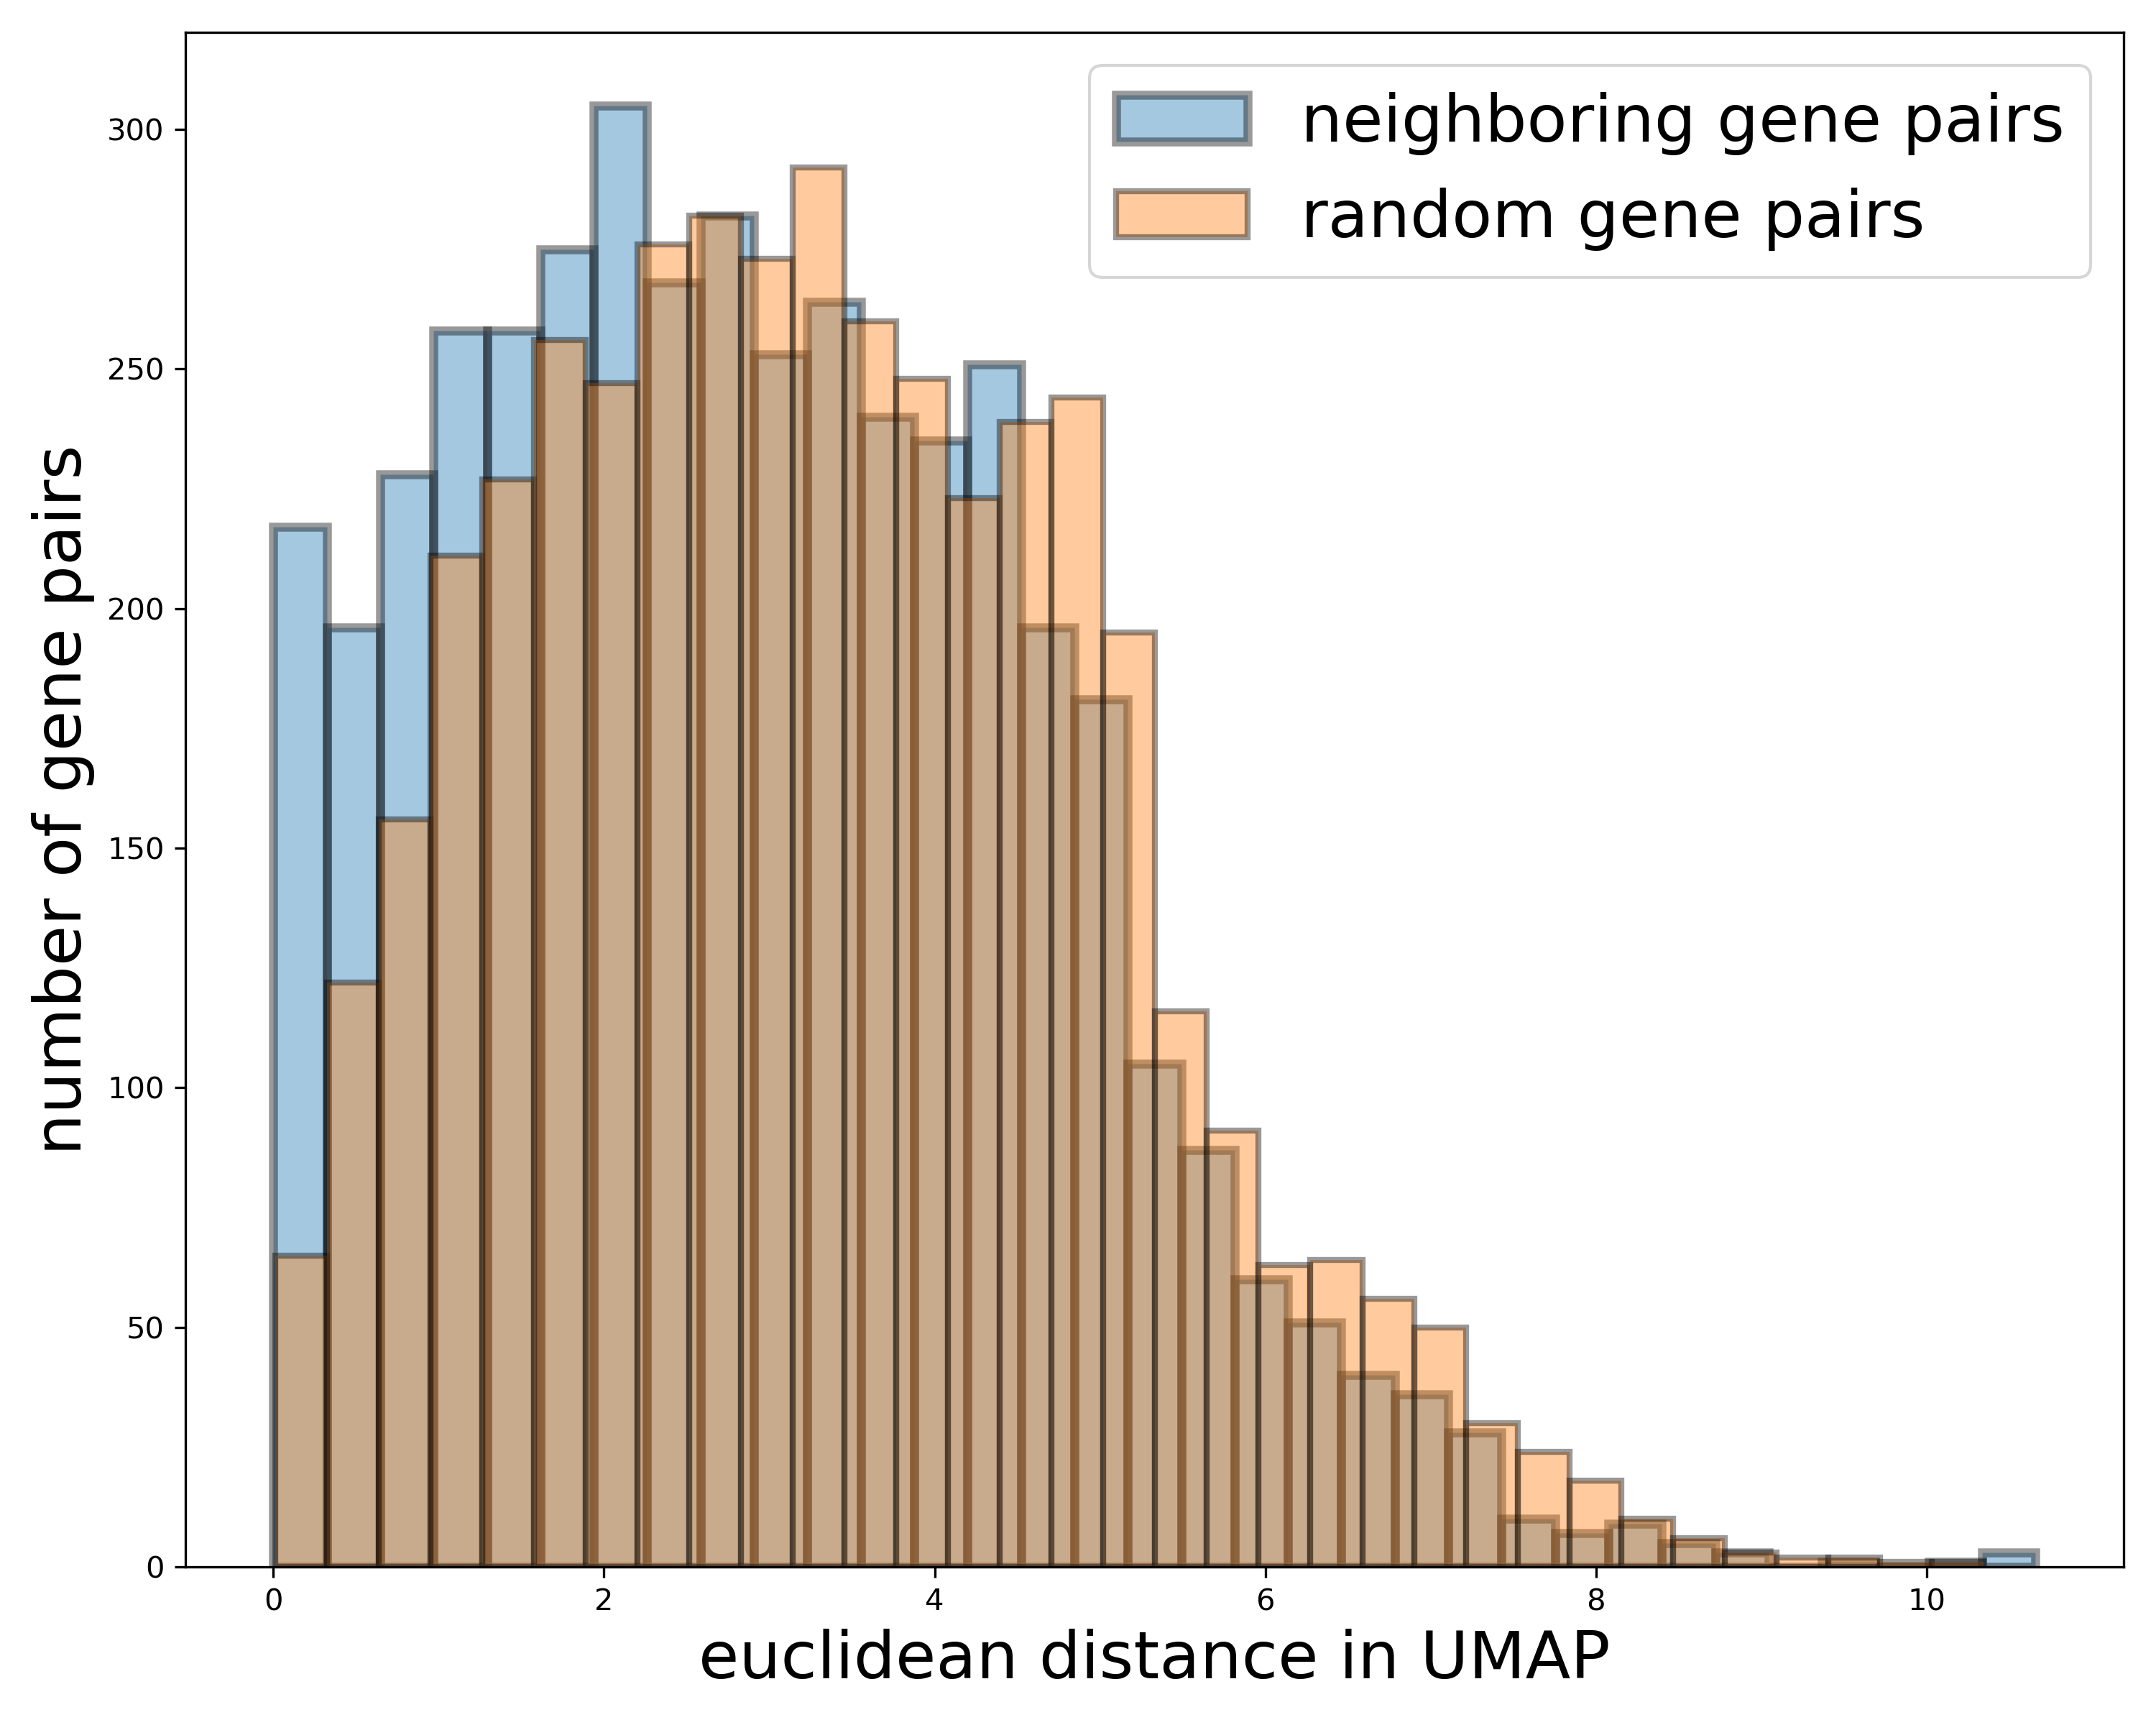 neighboring gene pairs
random gene pairs
number of gene pairs
300
250
200
150
100
50
0
0 2 4 6 8 10
euclidean distance in UMAP